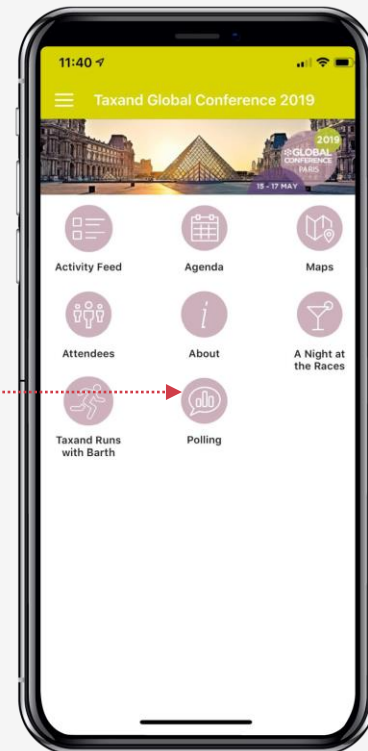 11:40
Taxand Global Conference 2019
2019
GLOBAL
CONFERENCE
PARIS
15 - 17 MAY
Activity Feed
Agenda
Maps
Attendees
About
A Night at
the Races
Taxand Runs
with Barth
Polling